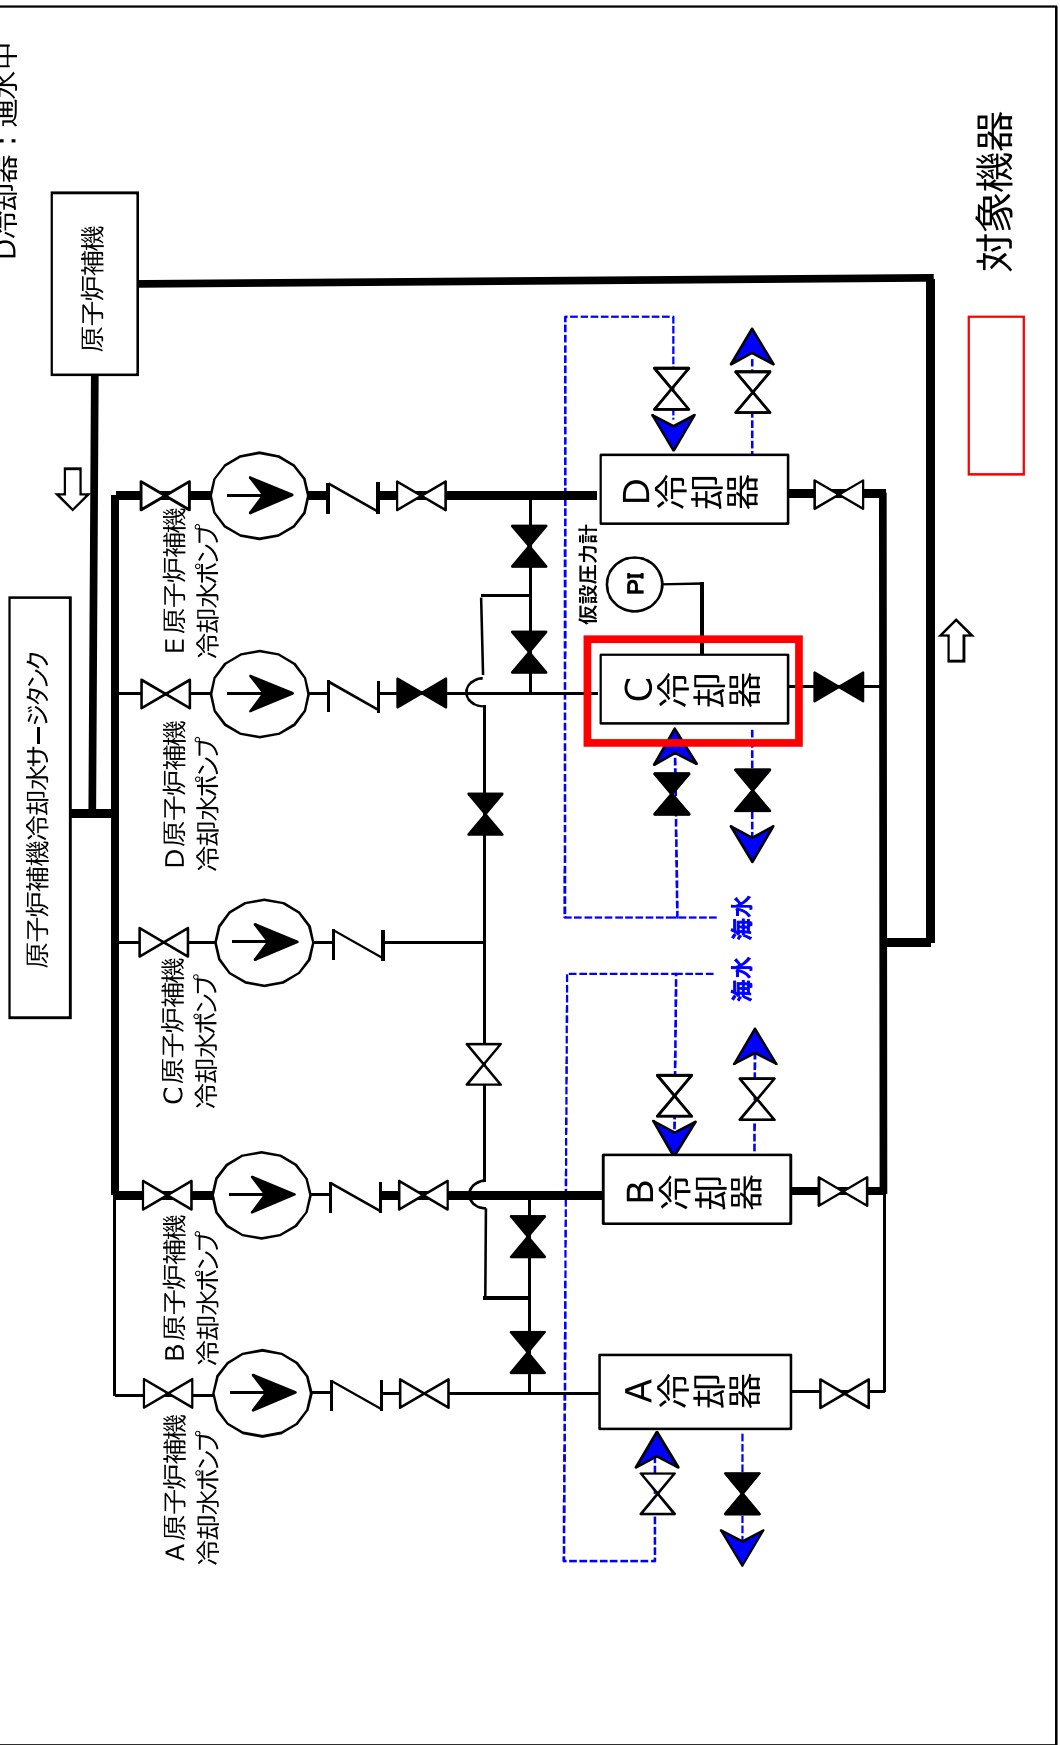 D冷却器：通水中
対象機器
原子炉補機
原子炉補機冷却水サージタンク
E原子炉補機
冷却水ポンプ
D原子炉補機
冷却水ポンプ
C原子炉補機
冷却水ポンプ
B原子炉補機
冷却水ポンプ
A原子炉補機
冷却水ポンプ
仮設圧力計
PI
D冷却器
C冷却器
B冷却器
A冷却器
海水
海水